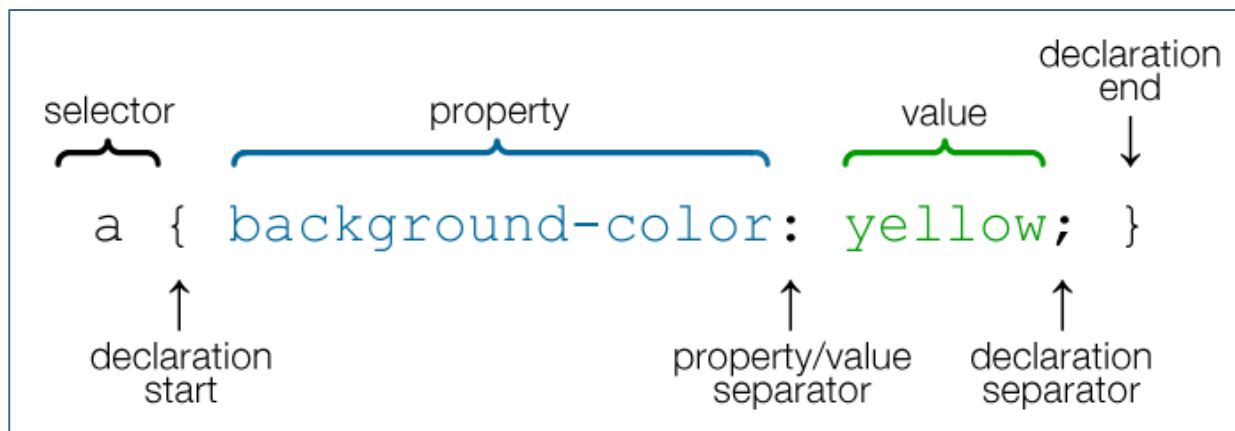 declaration
end
selector
property
value
a { background-color: yellow; }
declaration
start
property/value
separator
declaration
separator